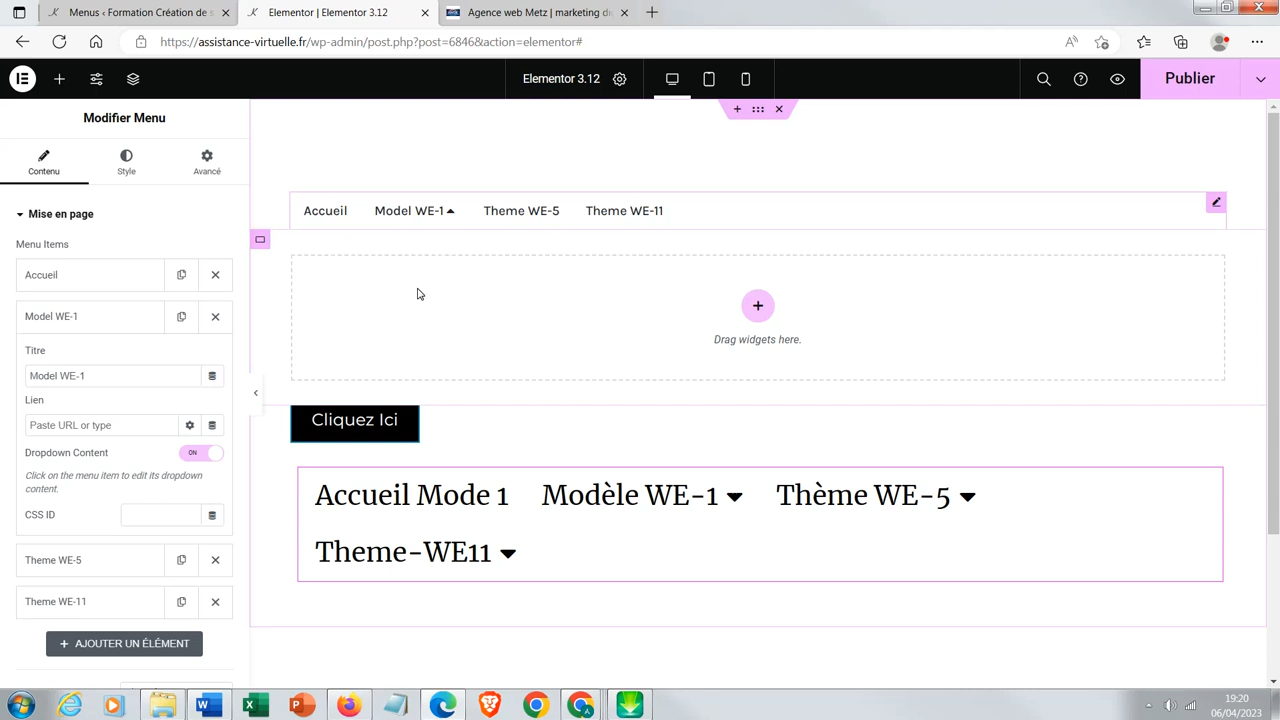 Menus ‹ Formation Création de s
Elementor | Elementor 3.12
Agence web Metz | marketing di
https://assistance-virtuelle.fr/wp-admin/post.php?post=6846&action=elementor#
Elementor 3.12
Publier
Modifier Menu
Contenu
Style
Avancé
Mise en page
Menu Items
Accueil
Model WE-1
Titre
Model WE-1
Lien
Paste URL or type
Dropdown Content
ON
Click on the menu item to edit its dropdown
content.
CSS ID
Theme WE-5
Theme WE-11
+ AJOUTER UN ÉLÉMENT
Accueil Model WE-1 Theme WE-5 Theme WE-11
Drag widgets here.
Cliquez Ici
Accueil Mode 1 Modèle WE-1 Thème WE-5
Theme-WE11
19:20
06/04/2023